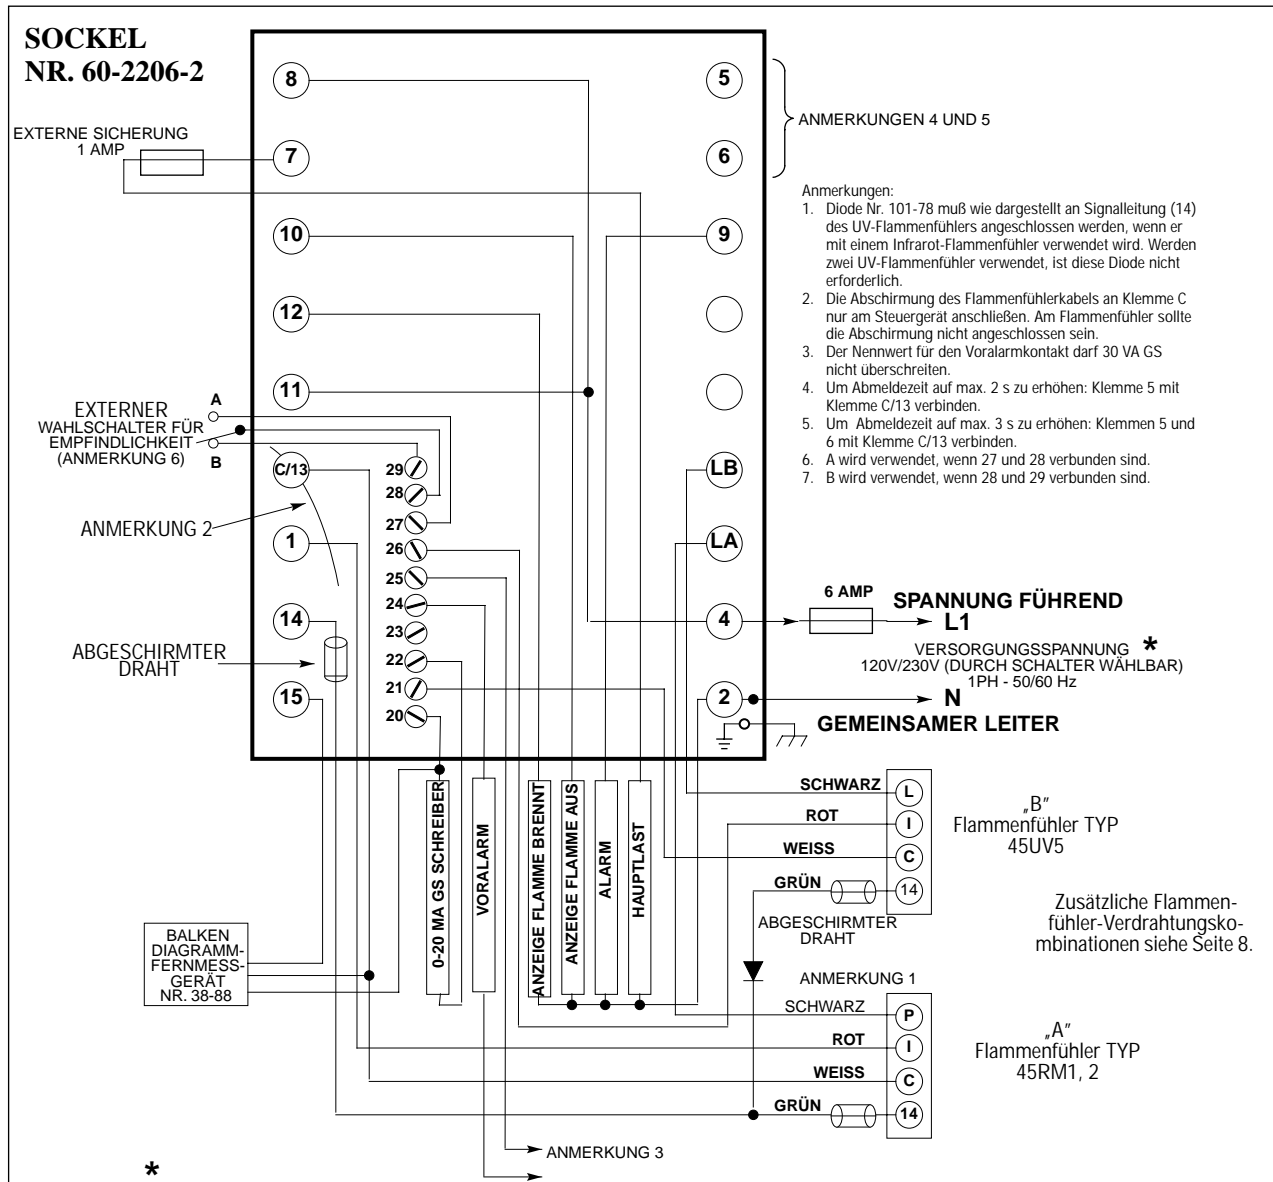 SOCKEL
NR. 60-2206-2
8
5
ANMERKUNGEN 4 UND 5
EXTERNE SICHERUNG
1 AMP
7
6
Anmerkungen:
1. Diode Nr. 101-78 muß wie dargestellt an Signalleitung (14)
des UV-Flammenfühlers angeschlossen werden, wenn er
mit einem Infrarot-Flammenfühler verwendet wird. Werden
zwei UV-Flammenfühler verwendet, ist diese Diode nicht
erforderlich.
2. Die Abschirmung des Flammenfühlerkabels an Klemme C
nur am Steuergerät anschließen. Am Flammenfühler sollte
die Abschirmung nicht angeschlossen sein.
3. Der Nennwert für den Voralarmkontakt darf 30 VA GS
nicht überschreiten.
4. Um Abmeldezeit auf max. 2 s zu erhöhen: Klemme 5 mit
Klemme C/13 verbinden.
5. Um Abmeldezeit auf max. 3 s zu erhöhen: Klemmen 5 und
6 mit Klemme C/13 verbinden.
6. A wird verwendet, wenn 27 und 28 verbunden sind.
7. B wird verwendet, wenn 28 und 29 verbunden sind.
10
9
12
11
A
EXTERNER
WAHLSCHALTER FÜR
EMPFINDLICHKEIT
(ANMERKUNG 6)
B
C/13
29
28
27
26
25
24
23
22
21
20
LB
LA
ANMERKUNG 2
1
14
ABGESCHIRMTER
DRAHT
15
4
6 AMP
SPANNUNG FÜHREND
L1
VERSORGUNGSSPANNUNG *
120V/230V (DURCH SCHALTER WÄHLBAR)
1PH - 50/60 Hz
2
N
GEMEINSAMER LEITER
0-20 MA GS SCHREIBER
VORALARM
ANZEIGE FLAMME BRENNT
ANZEIGE FLAMME AUS
ALARM
HAUPTLAST
SCHWARZ
L
ROT
I
WEISS
C
GRÜN
14
„B"
Flammenfühler TYP
45UV5
ABGESCHIRMTER
DRAHT
Zusätzliche Flammen-
fühler-Verdrahtungsko-
mbinationen siehe Seite 8.
BALKEN
DIAGRAMM-
FERNMESS-
GERÄT
NR. 38-88
ANMERKUNG 1
SCHWARZ
P
ROT
I
WEISS
C
GRÜN
14
„A"
Flammenfühler TYP
45RM1, 2
ANMERKUNG 3
*